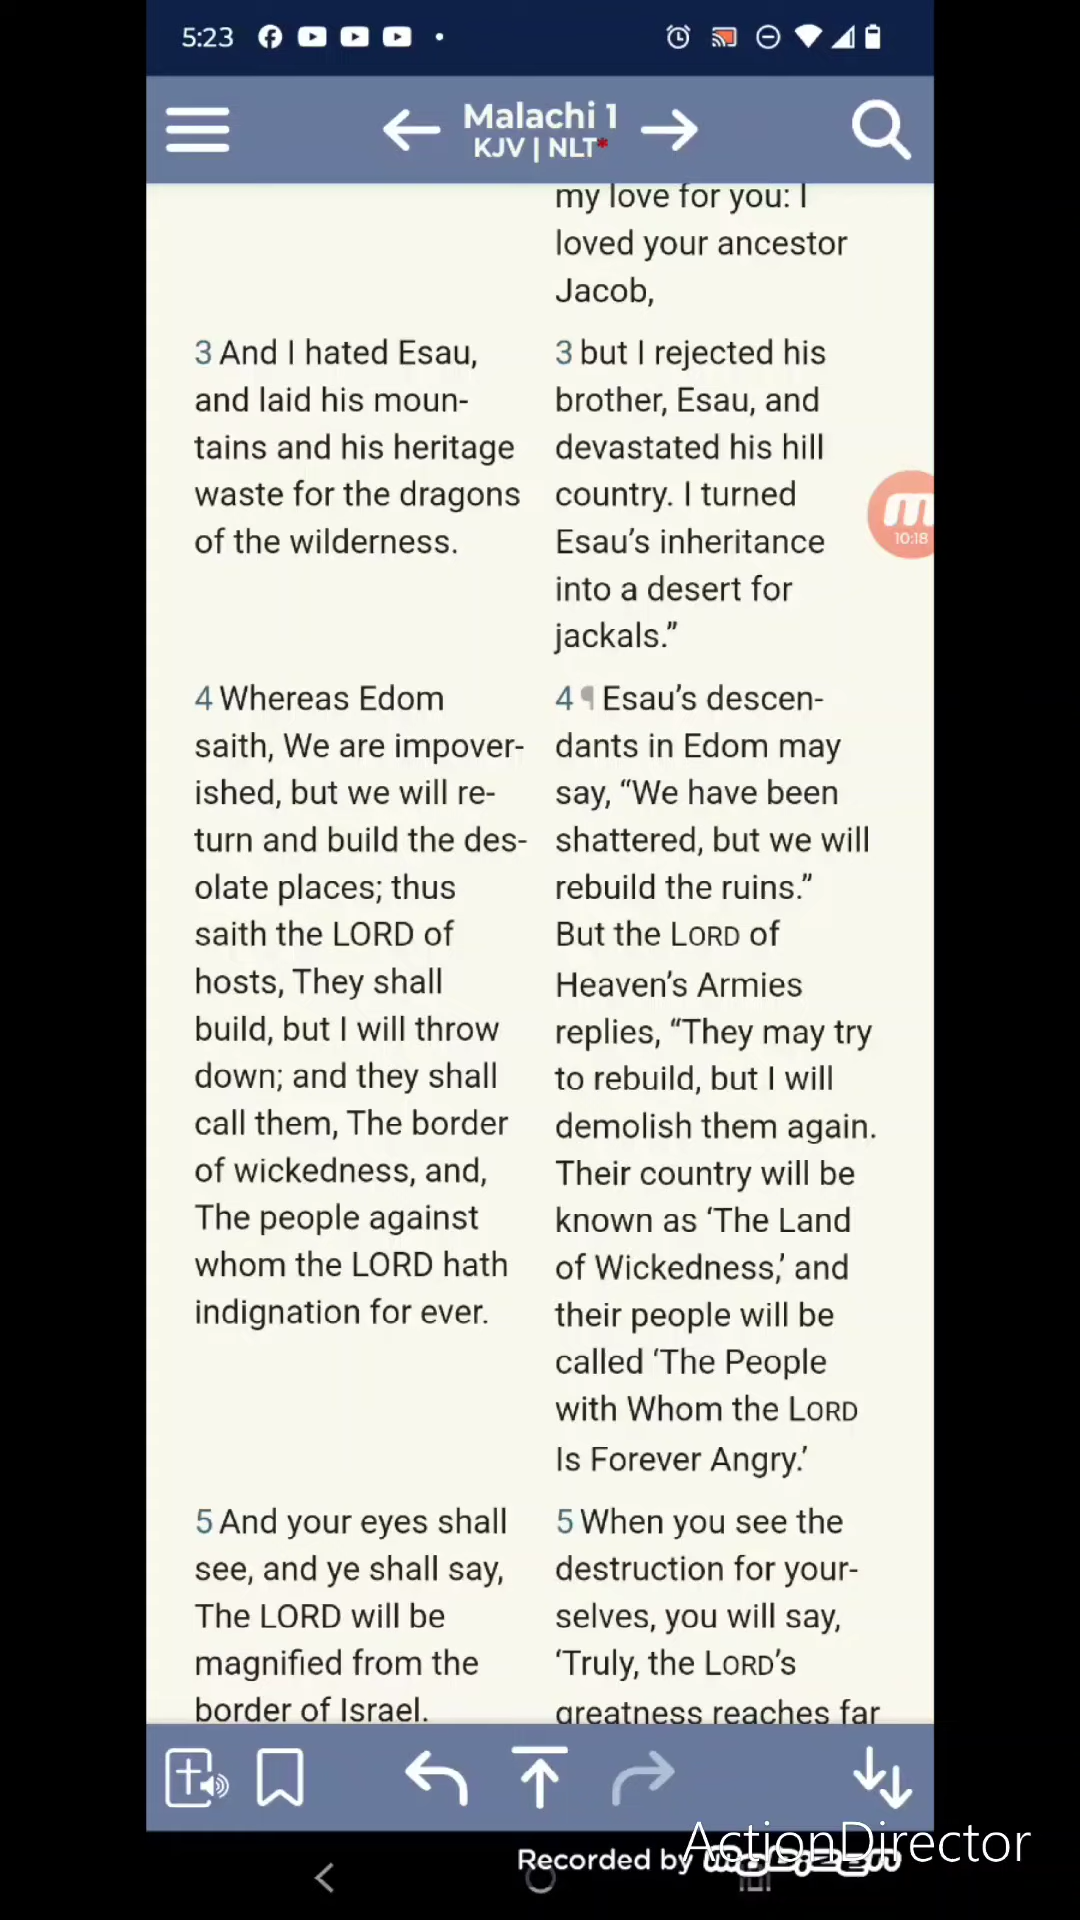 5:23
Malachi 1
KJV | NLT*
my love for you: I
loved your ancestor
Jacob,
3 And I hated Esau,
and laid his moun-
tains and his heritage
waste for the dragons
of the wilderness.
3 but I rejected his
brother, Esau, and
devastated his hill
country. I turned
Esau’s inheritance
into a desert for
jackals.”
10:18
4 Whereas Edom
saith, We are impover-
ished, but we will re-
turn and build the des-
olate places; thus
saith the LORD of
hosts, They shall
build, but I will throw
down; and they shall
call them, The border
of wickedness, and,
The people against
whom the LORD hath
indignation for ever.
4 ¶ Esau’s descen-
dants in Edom may
say, “We have been
shattered, but we will
rebuild the ruins.”
But the LORD of
Heaven’s Armies
replies, “They may try
to rebuild, but I will
demolish them again.
Their country will be
known as ‘The Land
of Wickedness,’ and
their people will be
called ‘The People
with Whom the LORD
Is Forever Angry.’
5 And your eyes shall
see, and ye shall say,
The LORD will be
magnified from the
border of Israel.
5 When you see the
destruction for your-
selves, you will say,
‘Truly, the LORD’s
greatness reaches far
ActionDirector
Recorded by